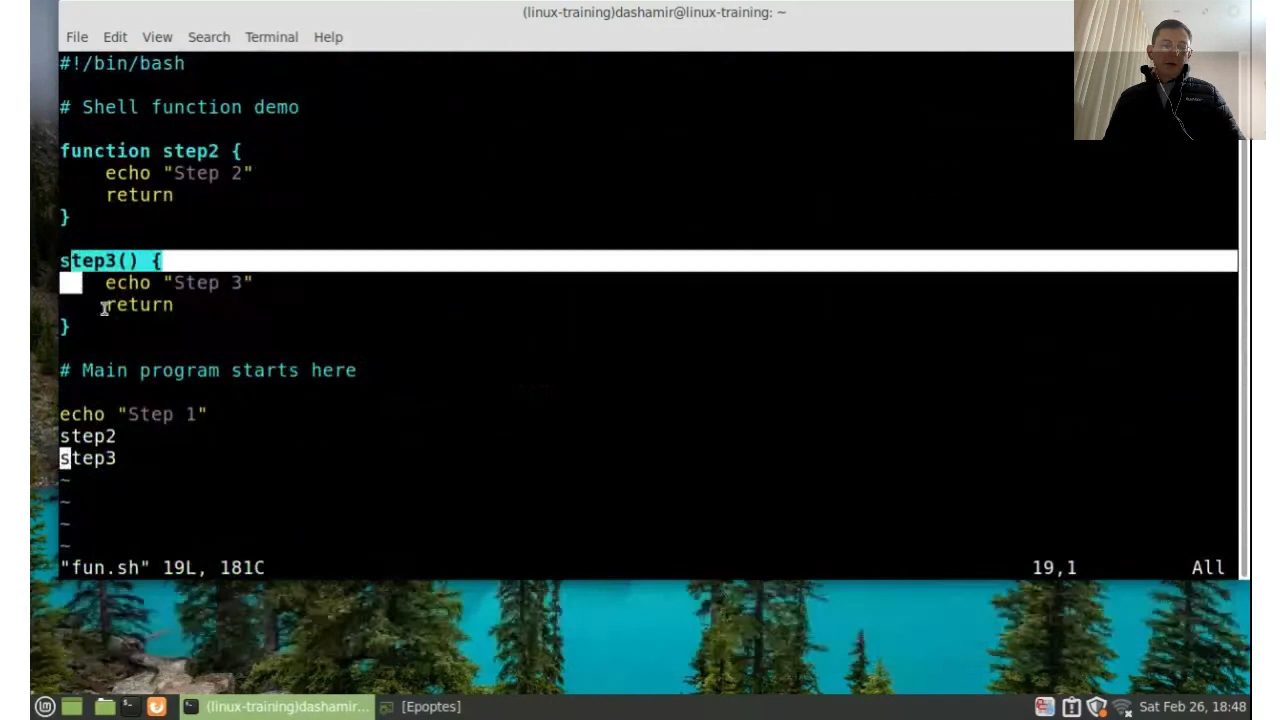 (linux-training)dashamir@linux-training: ~
File Edit View Search Terminal Help
#!/bin/bash
# Shell function demo
function step2 {
echo "Step 2"
return
}
step3() {
echo "Step 3"
return
}
# Main program starts here
echo "Step 1"
step2
step3
~
~
~
~
"fun.sh" 19L, 181C 19,1 All
(linux-training)dashamir... [Epoptes] Sat Feb 26, 18:48